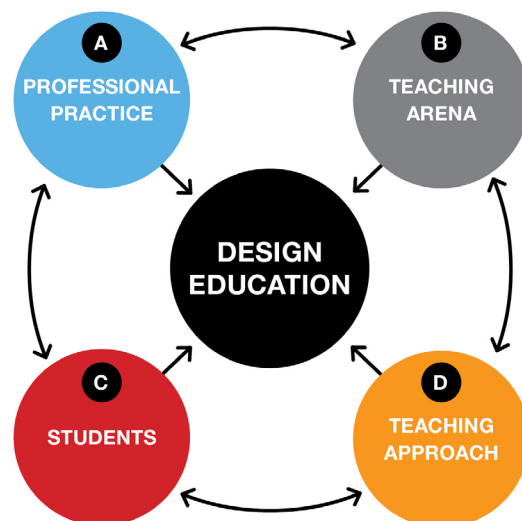 A
PROFESSIONAL
PRACTICE
B
TEACHING
ARENA
DESIGN
EDUCATION
C
STUDENTS
D
TEACHING
APPROACH